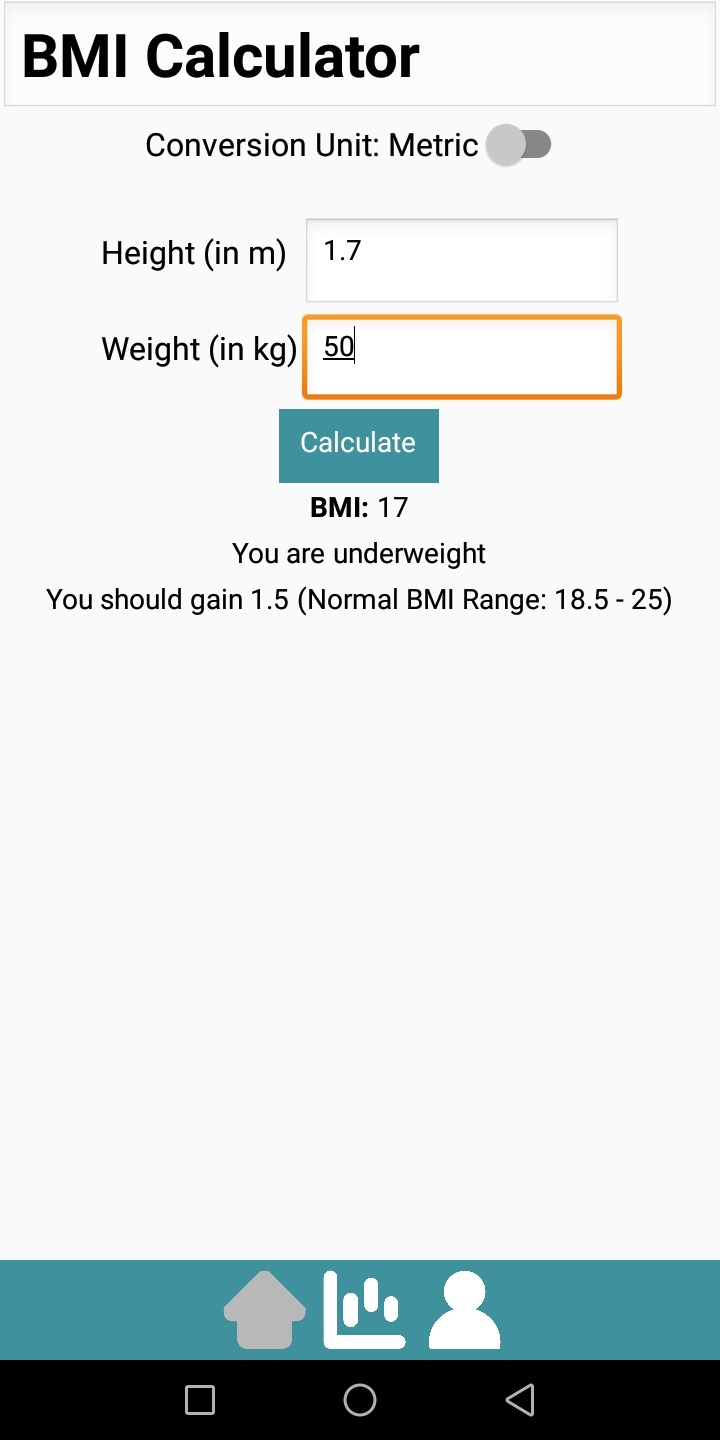 BMI Calculator
Conversion Unit: Metric
Height (in m) 1.7
Weight (in kg) 50
Calculate
BMI: 17
You are underweight
You should gain 1.5 (Normal BMI Range: 18.5 - 25)